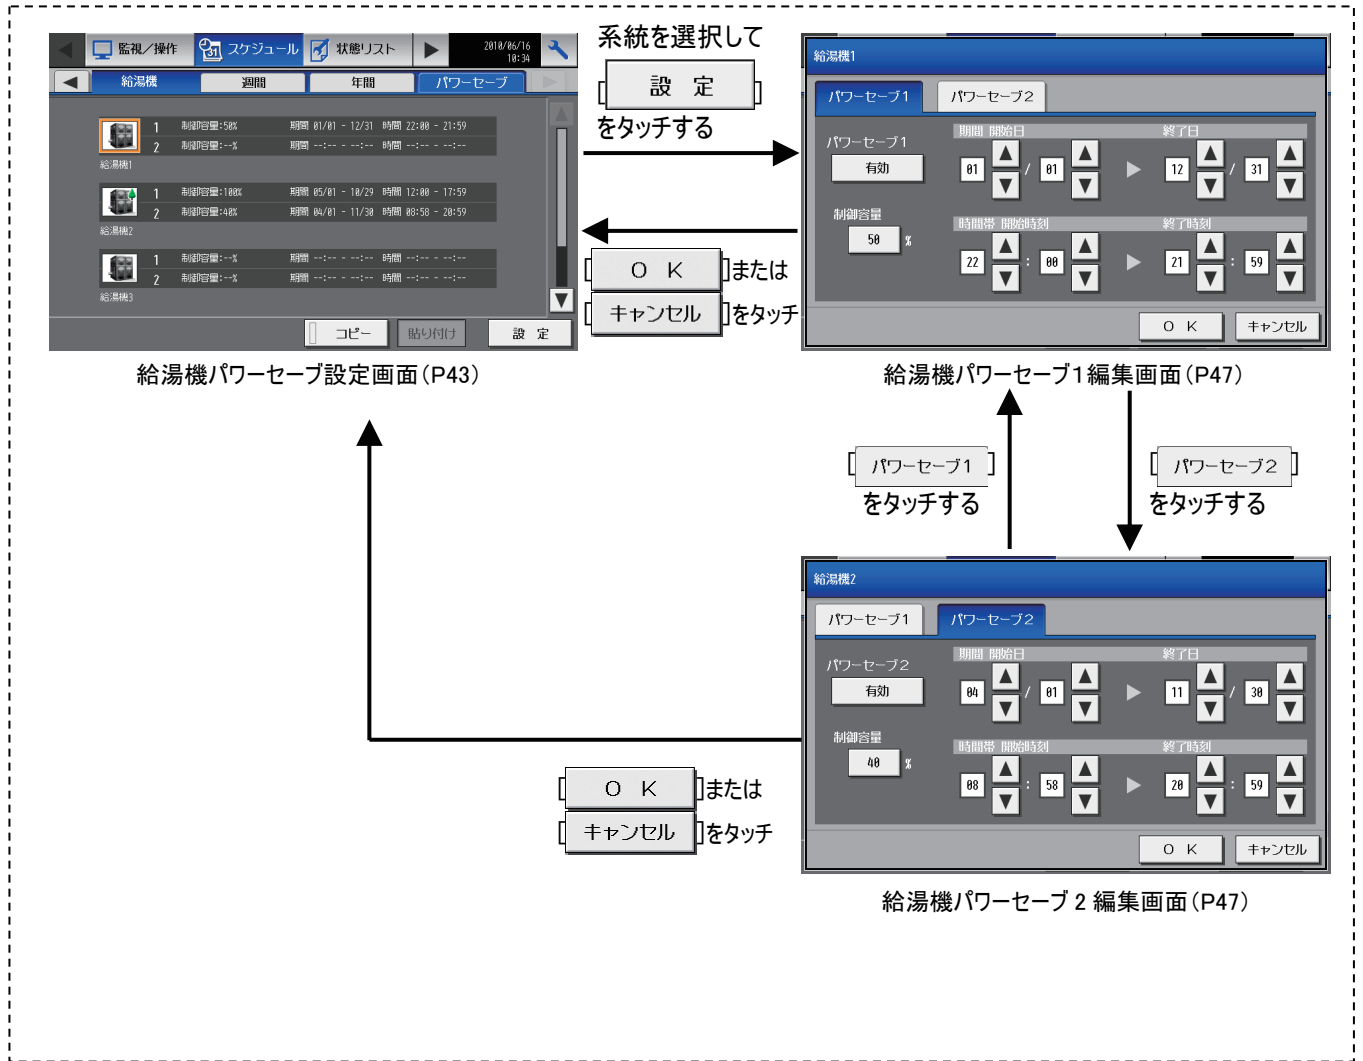 監視／操作
スケジュール
状態リスト
2010/06/16
10:34
給湯機
週間
年間
パワーセーブ
1 制御容量:50% 期間 01/01 - 12/31 時間 22:00 - 21:59
2 制御容量:--% 期間 --:-- - --:-- 時間 --:-- - --:--
給湯機1
1 制御容量:100% 期間 05/01 - 10/29 時間 12:00 - 17:59
2 制御容量:40% 期間 04/01 - 11/30 時間 08:58 - 20:59
給湯機2
1 制御容量:--% 期間 --:-- - --:-- 時間 --:-- - --:--
2 制御容量:--% 期間 --:-- - --:-- 時間 --:-- - --:--
給湯機3
コピー
貼り付け
設 定
給湯機パワーセーブ設定画面（P43）
系統を選択して
[ 設 定 ]
をタッチする
[ O K ]または
[ キャンセル ]をタッチ
給湯機1
パワーセーブ1
パワーセーブ2
パワーセーブ1
有効
制御容量
50 %
期間 開始日 終了日
01 / 01 ▶ 12 / 31
時間帯 開始時刻 終了時刻
22 : 00 ▶ 21 : 59
O K
キャンセル
給湯機パワーセーブ1編集画面（P47）
[ パワーセーブ1 ]
をタッチする
[ パワーセーブ2 ]
をタッチする
給湯機2
パワーセーブ1
パワーセーブ2
パワーセーブ2
有効
制御容量
40 %
期間 開始日 終了日
04 / 01 ▶ 11 / 30
時間帯 開始時刻 終了時刻
08 : 58 ▶ 20 : 59
O K
キャンセル
[ O K ]または
[ キャンセル ]をタッチ
給湯機パワーセーブ 2 編集画面（P47）